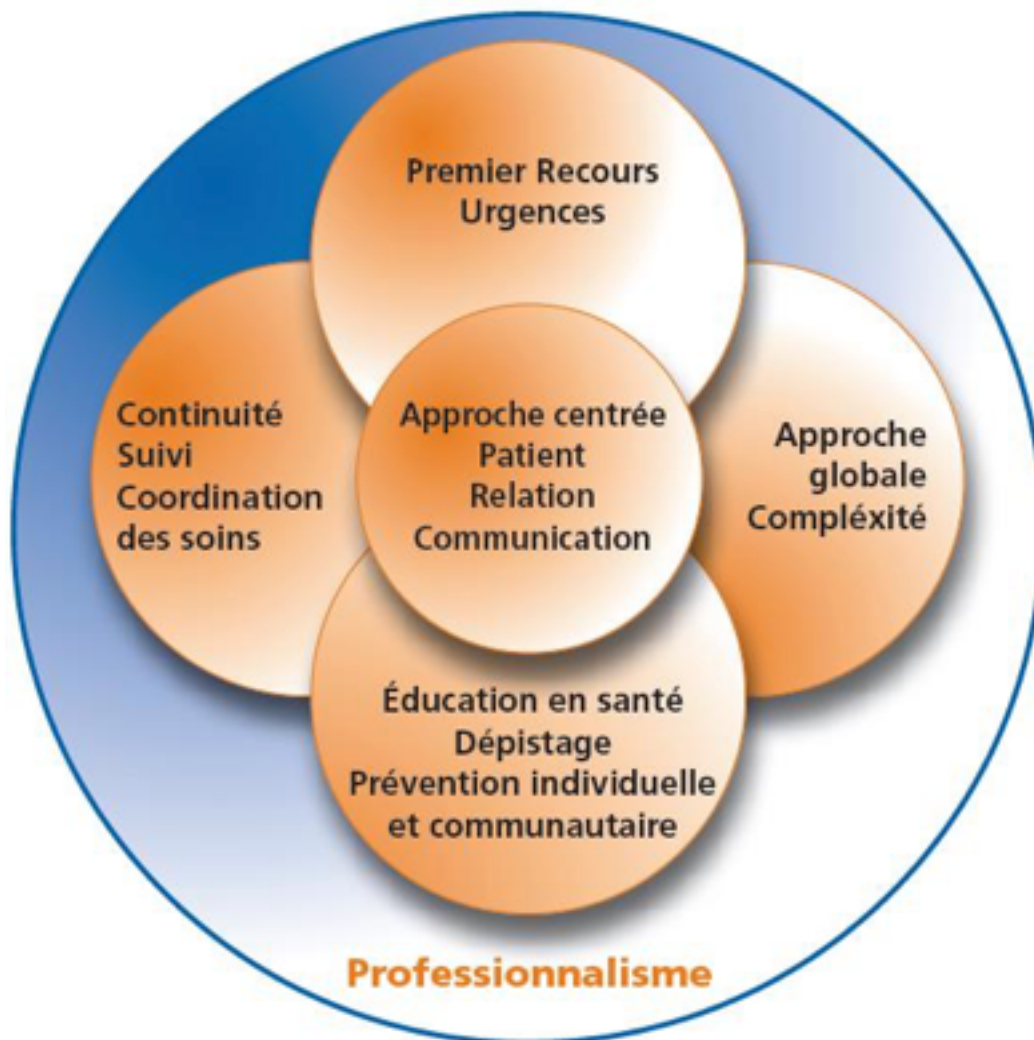 Premier Recours
Urgences
Continuité
Suivi
Coordination
des soins
Approche centrée
Patient
Relation
Communication
Approche
globale
Compléxité
Éducation en santé
Dépistage
Prévention individuelle
et communautaire
Professionnalisme